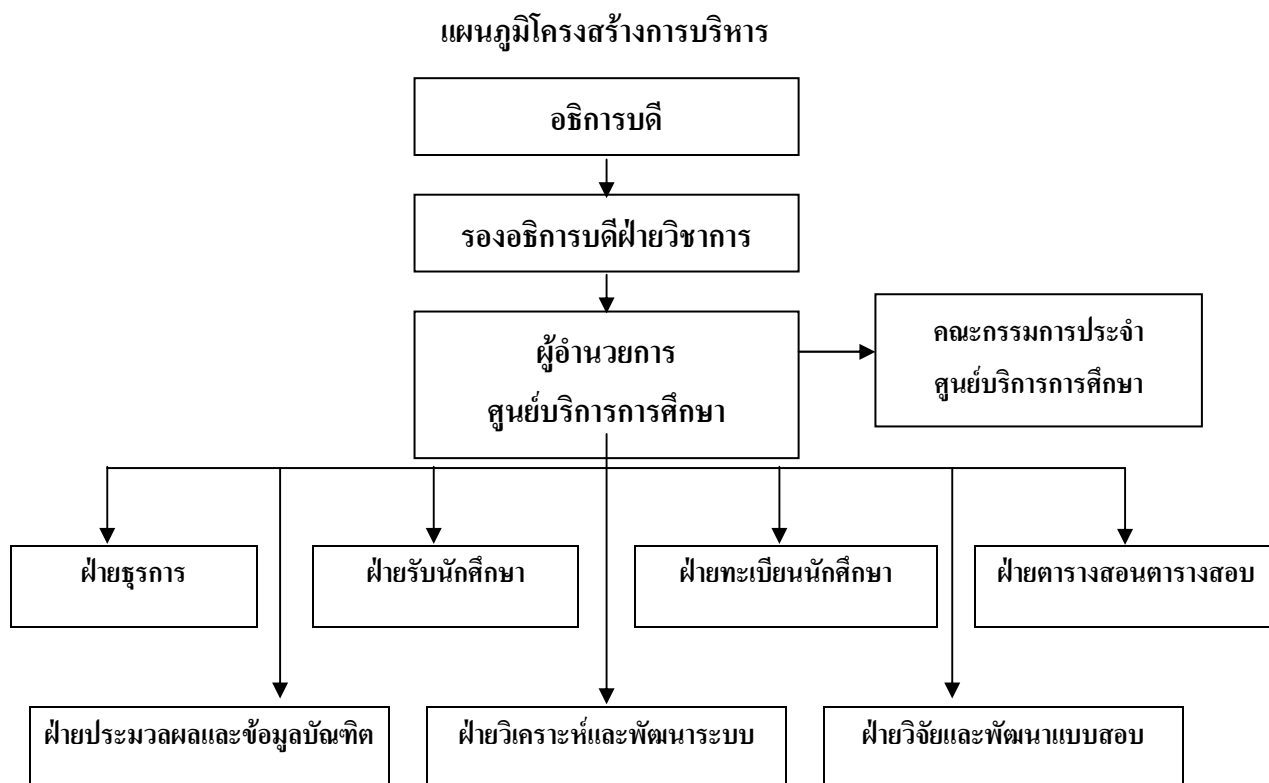 แผนภูมิโครงสร้างการบริหาร
อธิการบดี
รองอธิการบดีฝ่ายวิชาการ
ผู้อำนวยการ
ศูนย์บริการการศึกษา
คณะกรรมการประจำ
ศูนย์บริการการศึกษา
ฝ่ายธุรการ
ฝ่ายรับนักศึกษา
ฝ่ายทะเบียนนักศึกษา
ฝ่ายตารางสอนตารางสอบ
ฝ่ายประมวลผลและข้อมูลบัณฑิต
ฝ่ายวิเคราะห์และพัฒนาระบบ
ฝ่ายวิจัยและพัฒนาแบบสอบ